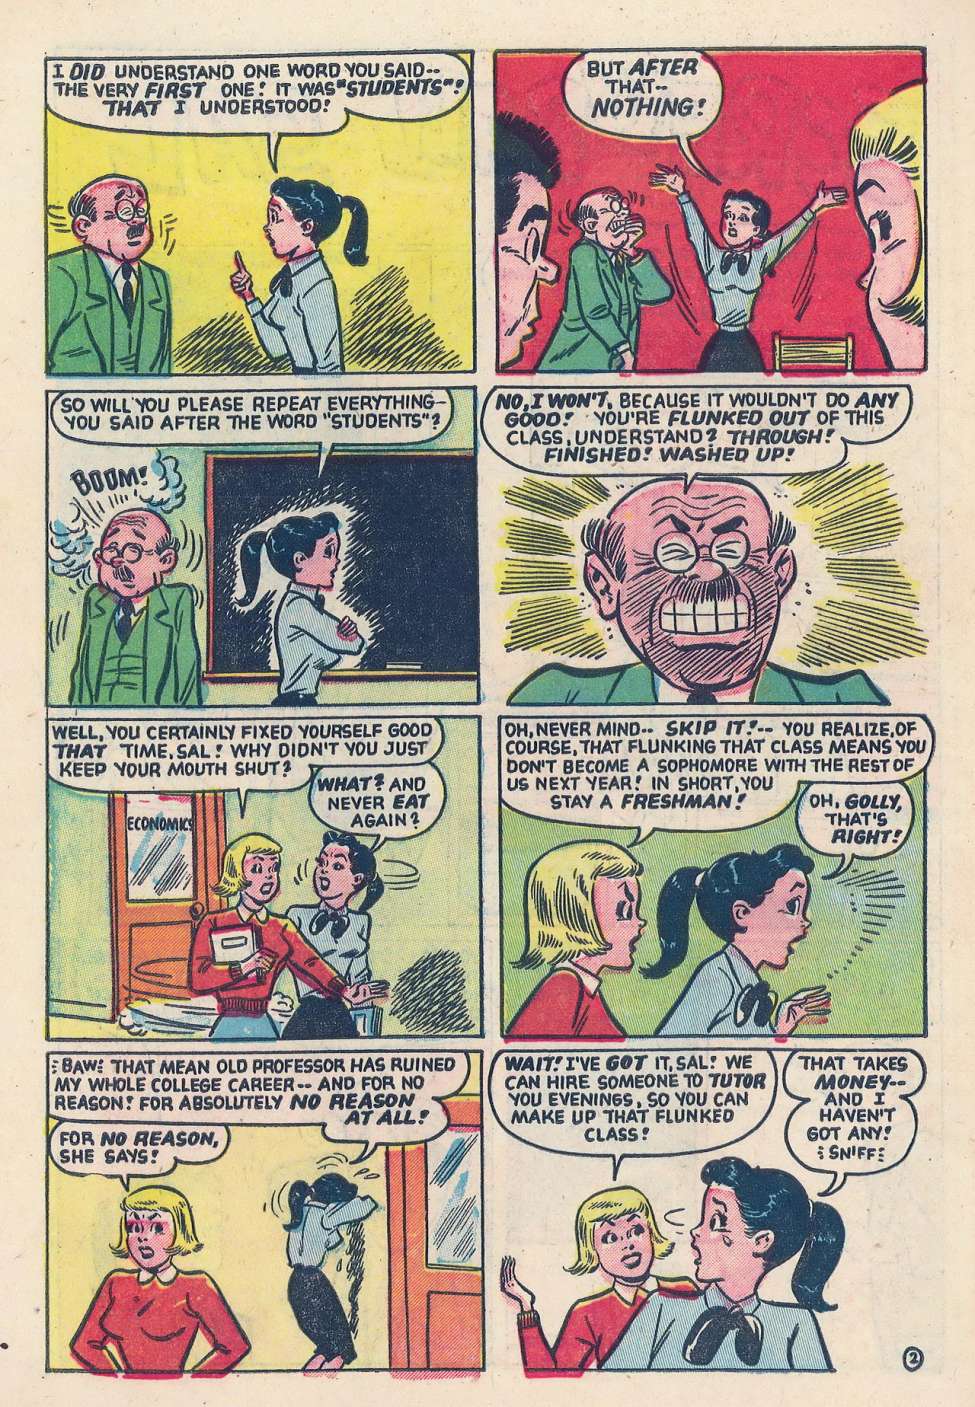 I DID UNDERSTAND ONE WORD YOU SAID--
THE VERY FIRST ONE! IT WAS "STUDENTS"!
THAT I UNDERSTOOD!
BUT AFTER
THAT--
NOTHING!
SO WILL YOU PLEASE REPEAT EVERYTHING
YOU SAID AFTER THE WORD "STUDENTS"?
BOOM!
NO, I WON'T, BECAUSE IT WOULDN'T DO ANY
GOOD! YOU'RE FLUNKED OUT OF THIS
CLASS, UNDERSTAND? THROUGH!
FINISHED! WASHED UP!
WELL, YOU CERTAINLY FIXED YOURSELF GOOD
THAT TIME, SAL! WHY DIDN'T YOU JUST
KEEP YOUR MOUTH SHUT?
WHAT? AND
NEVER EAT
AGAIN?
ECONOMICS
OH, NEVER MIND-- SKIP IT!-- YOU REALIZE, OF
COURSE, THAT FLUNKING THAT CLASS MEANS YOU
DON'T BECOME A SOPHOMORE WITH THE REST OF
US NEXT YEAR! IN SHORT, YOU
STAY A FRESHMAN!
OH, GOLLY,
THAT'S
RIGHT!
BAW! THAT MEAN OLD PROFESSOR HAS RUINED
MY WHOLE COLLEGE CAREER-- AND FOR NO
REASON! FOR ABSOLUTELY NO REASON
AT ALL!
FOR NO REASON,
SHE SAYS!
WAIT! I'VE GOT IT, SAL! WE
CAN HIRE SOMEONE TO TUTOR
YOU EVENINGS, SO YOU CAN
MAKE UP THAT FLUNKED
CLASS!
THAT TAKES
MONEY--
AND I
HAVEN'T
GOT ANY!
SNIFF
2